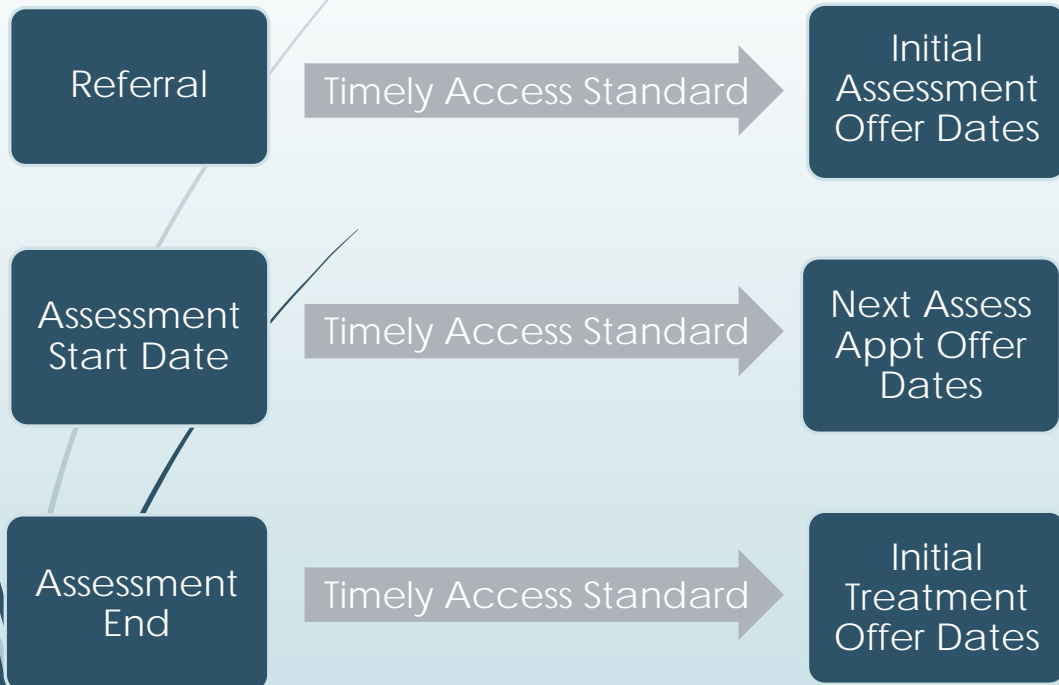 Referral
Timely Access Standard
Initial
Assessment
Offer Dates
Assessment
Start Date
Timely Access Standard
Next Assess
Appt Offer
Dates
Assessment
End
Timely Access Standard
Initial
Treatment
Offer Dates